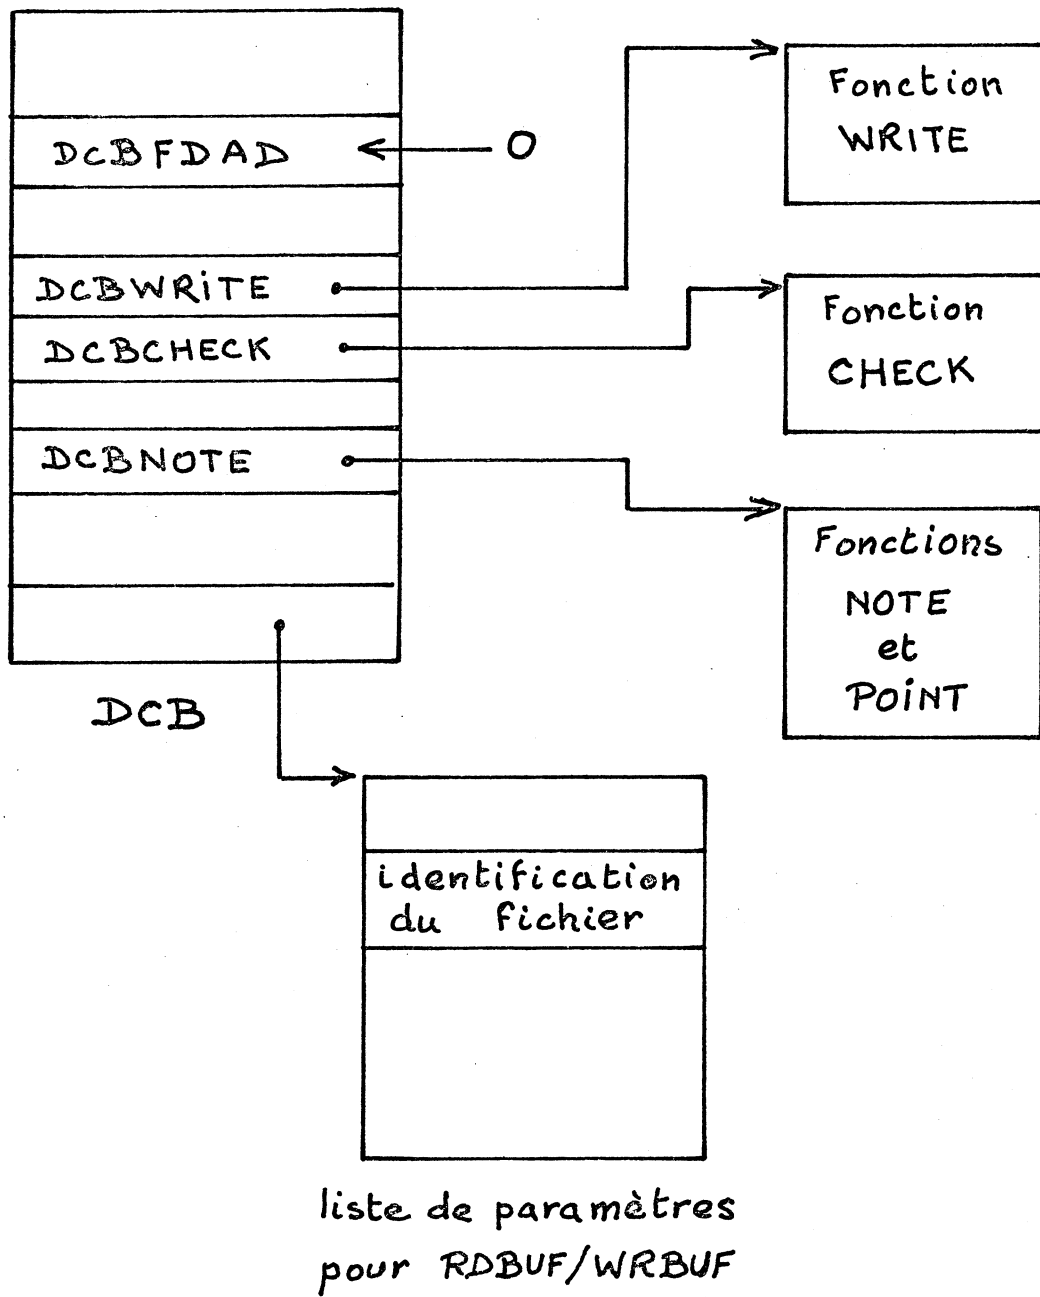 DCBFDAD
0
DCBWRiTE
DCBCHECK
DCBNOTE
DCB
Fonction
WRITE
Fonction
CHECK
Fonctions
NOTE
et
POiNT
identification
du fichier
liste de paramètres
pour RDBUF/WRBUF